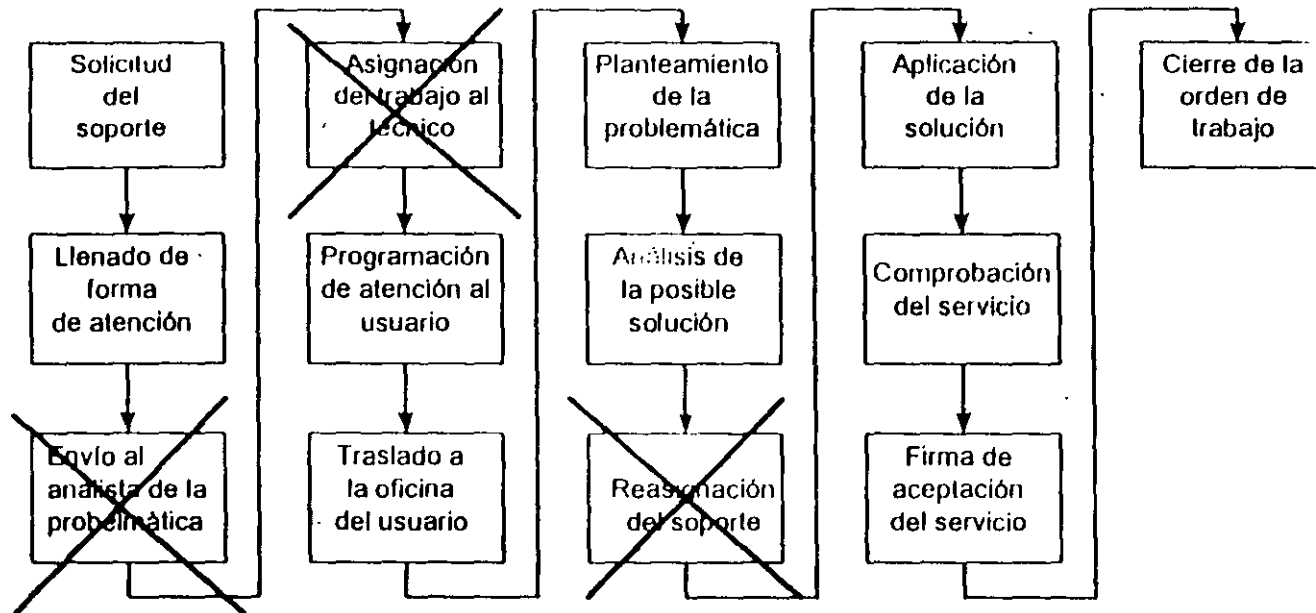 Solicitud
del
soporte
Llenado de
forma
de atención
Envío al
análista de la
probelmática
Asignación
del trabajo al
técnico
Programación
de atención al
usuario
Traslado a
la oficina
del usuario
Planteamiento
de la
problemática
Análisis de
la posible
solución
Reasignación
del soporte
Aplicación
de la
solución
Comprobación
del servicio
Firma de
aceptación
del servicio
Cierre de la
orden de
trabajo